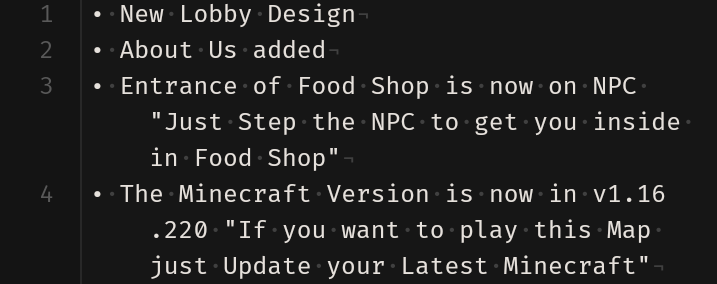 1 • New Lobby Design
2 • About Us added
3 • Entrance of Food Shop is now on NPC
"Just Step the NPC to get you inside
in Food Shop"
4 • The Minecraft Version is now in v1.16
.220 "If you want to play this Map
just Update your Latest Minecraft"